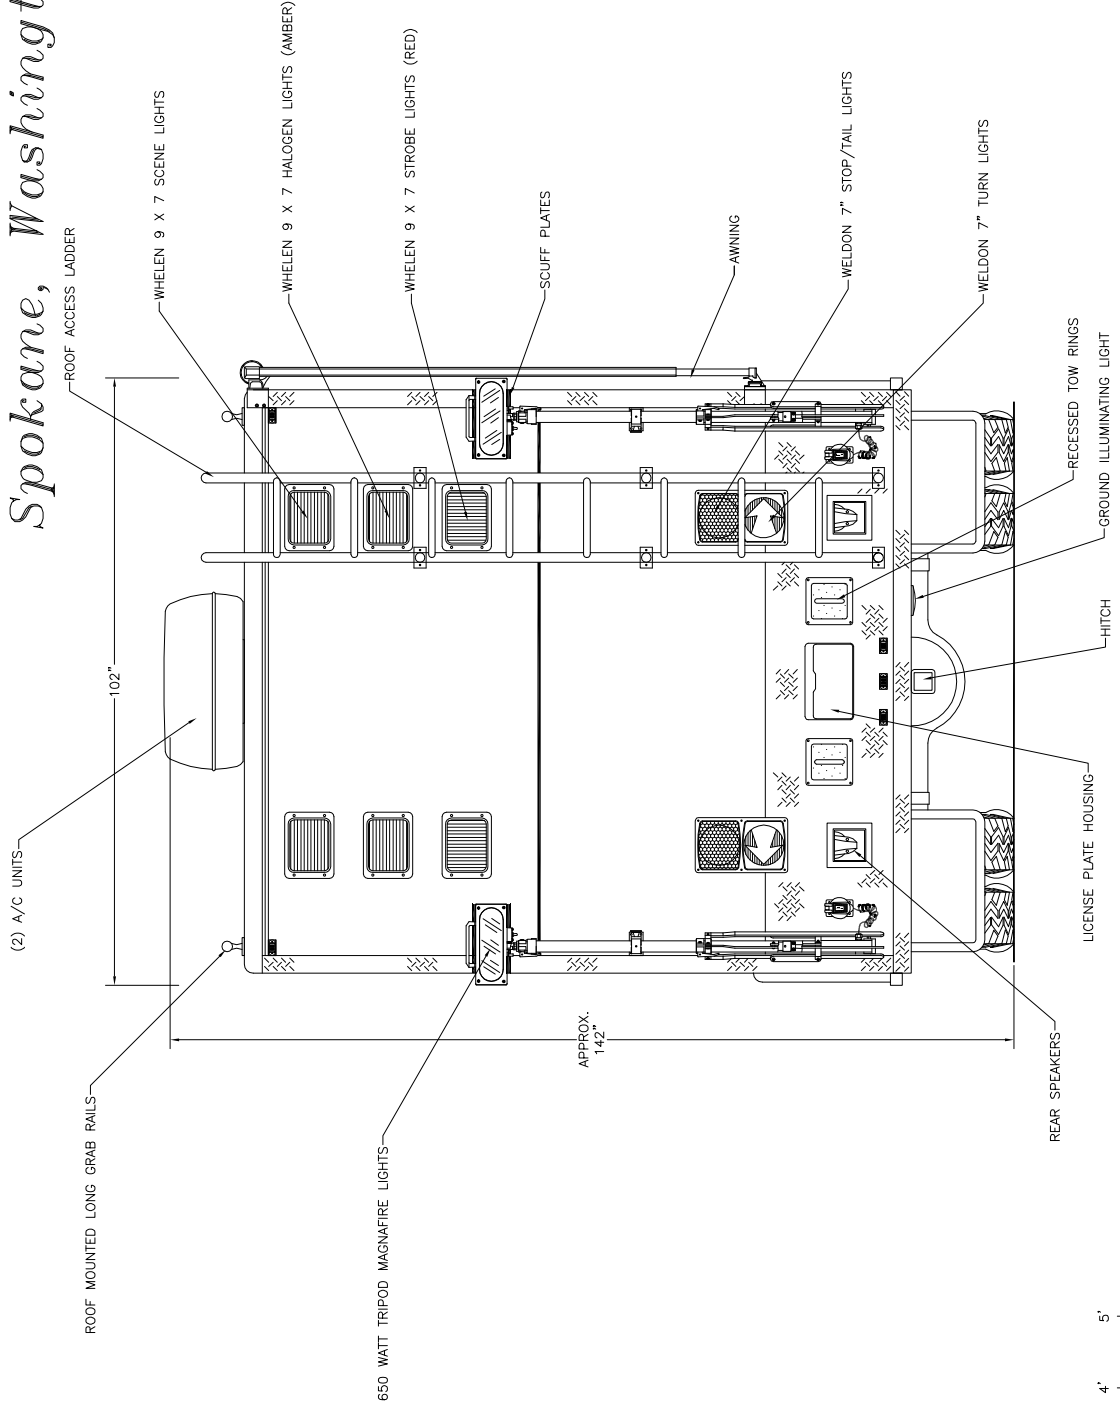 Spokane, Washingt
ROOF ACCESS LADDER
WHELEN 9 X 7 SCENE LIGHTS
WHELEN 9 X 7 HALOGEN LIGHTS (AMBER)
WHELEN 9 X 7 STROBE LIGHTS (RED)
SCUFF PLATES
AWNING
WELDON 7" STOP/TAIL LIGHTS
WELDON 7" TURN LIGHTS
RECESSED TOW RINGS
GROUND ILLUMINATING LIGHT
HITCH
LICENSE PLATE HOUSING
REAR SPEAKERS
(2) A/C UNITS
102"
ROOF MOUNTED LONG GRAB RAILS
650 WATT TRIPOD MAGNAFIRE LIGHTS
APPROX.
142"
4' 5'